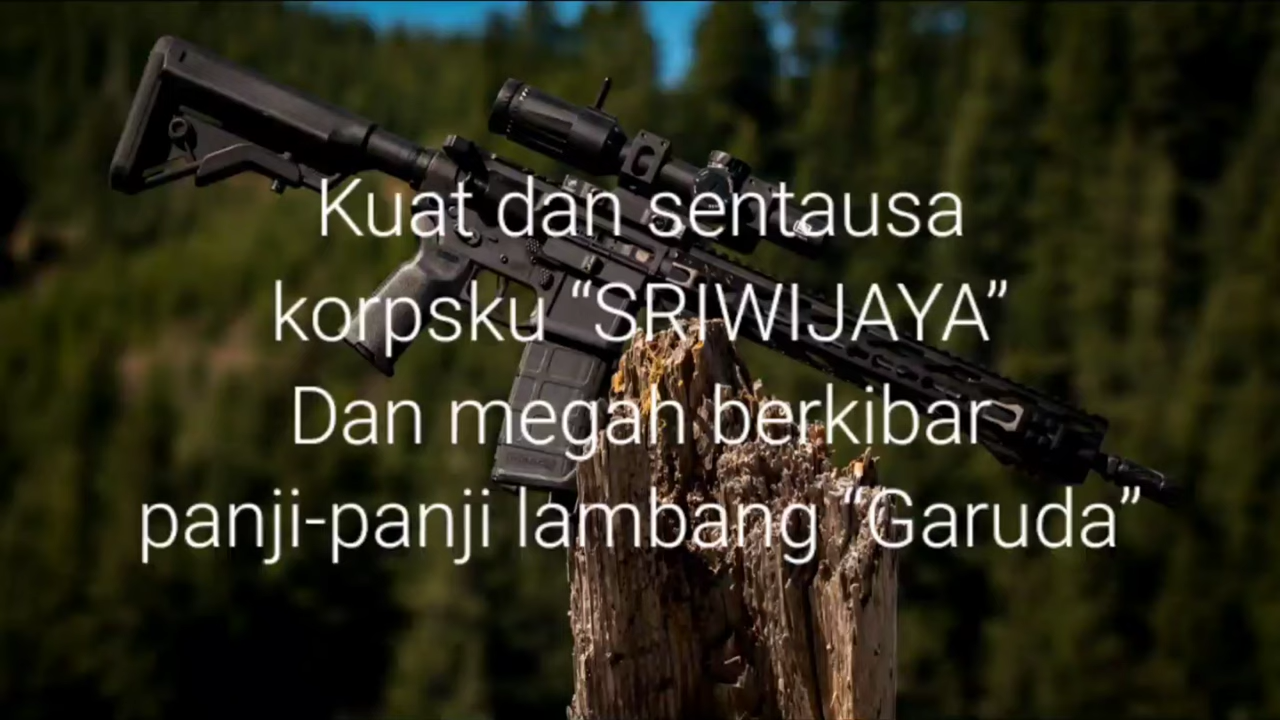 Kuat dan sentausa
korpsku “SRIWIJAYA”
Dan megah berkibar
panji-panji lambang “Garuda”